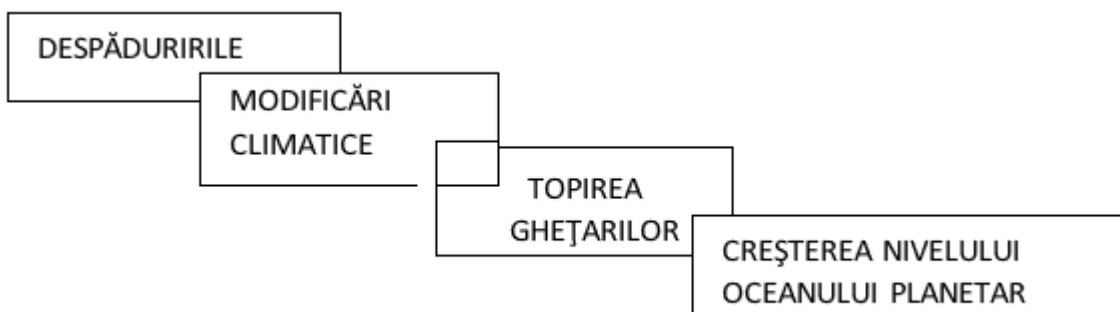 DESPĂDURIRILE
MODIFICĂRI
CLIMATICE
TOPIREA
GHEŢARILOR
CREŞTEREA NIVELULUI
OCEANULUI PLANETAR